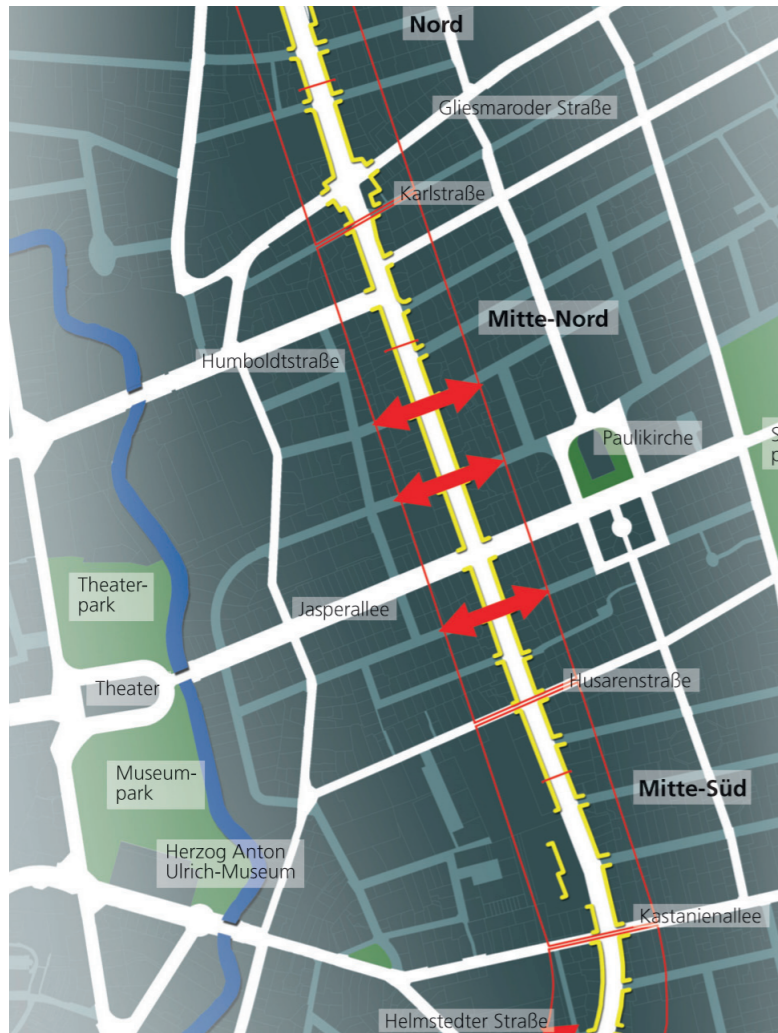 Nord
Gliesmaroder Straße
Karlstraße
Mitte-Nord
Humboldtstraße
Paulikirche
S
p
Theater-
park
Jasperallee
Theater
Husarenstraße
Museum-
park
Mitte-Süd
Herzog Anton
Ulrich-Museum
Kastanienallee
Helmstedter Straße